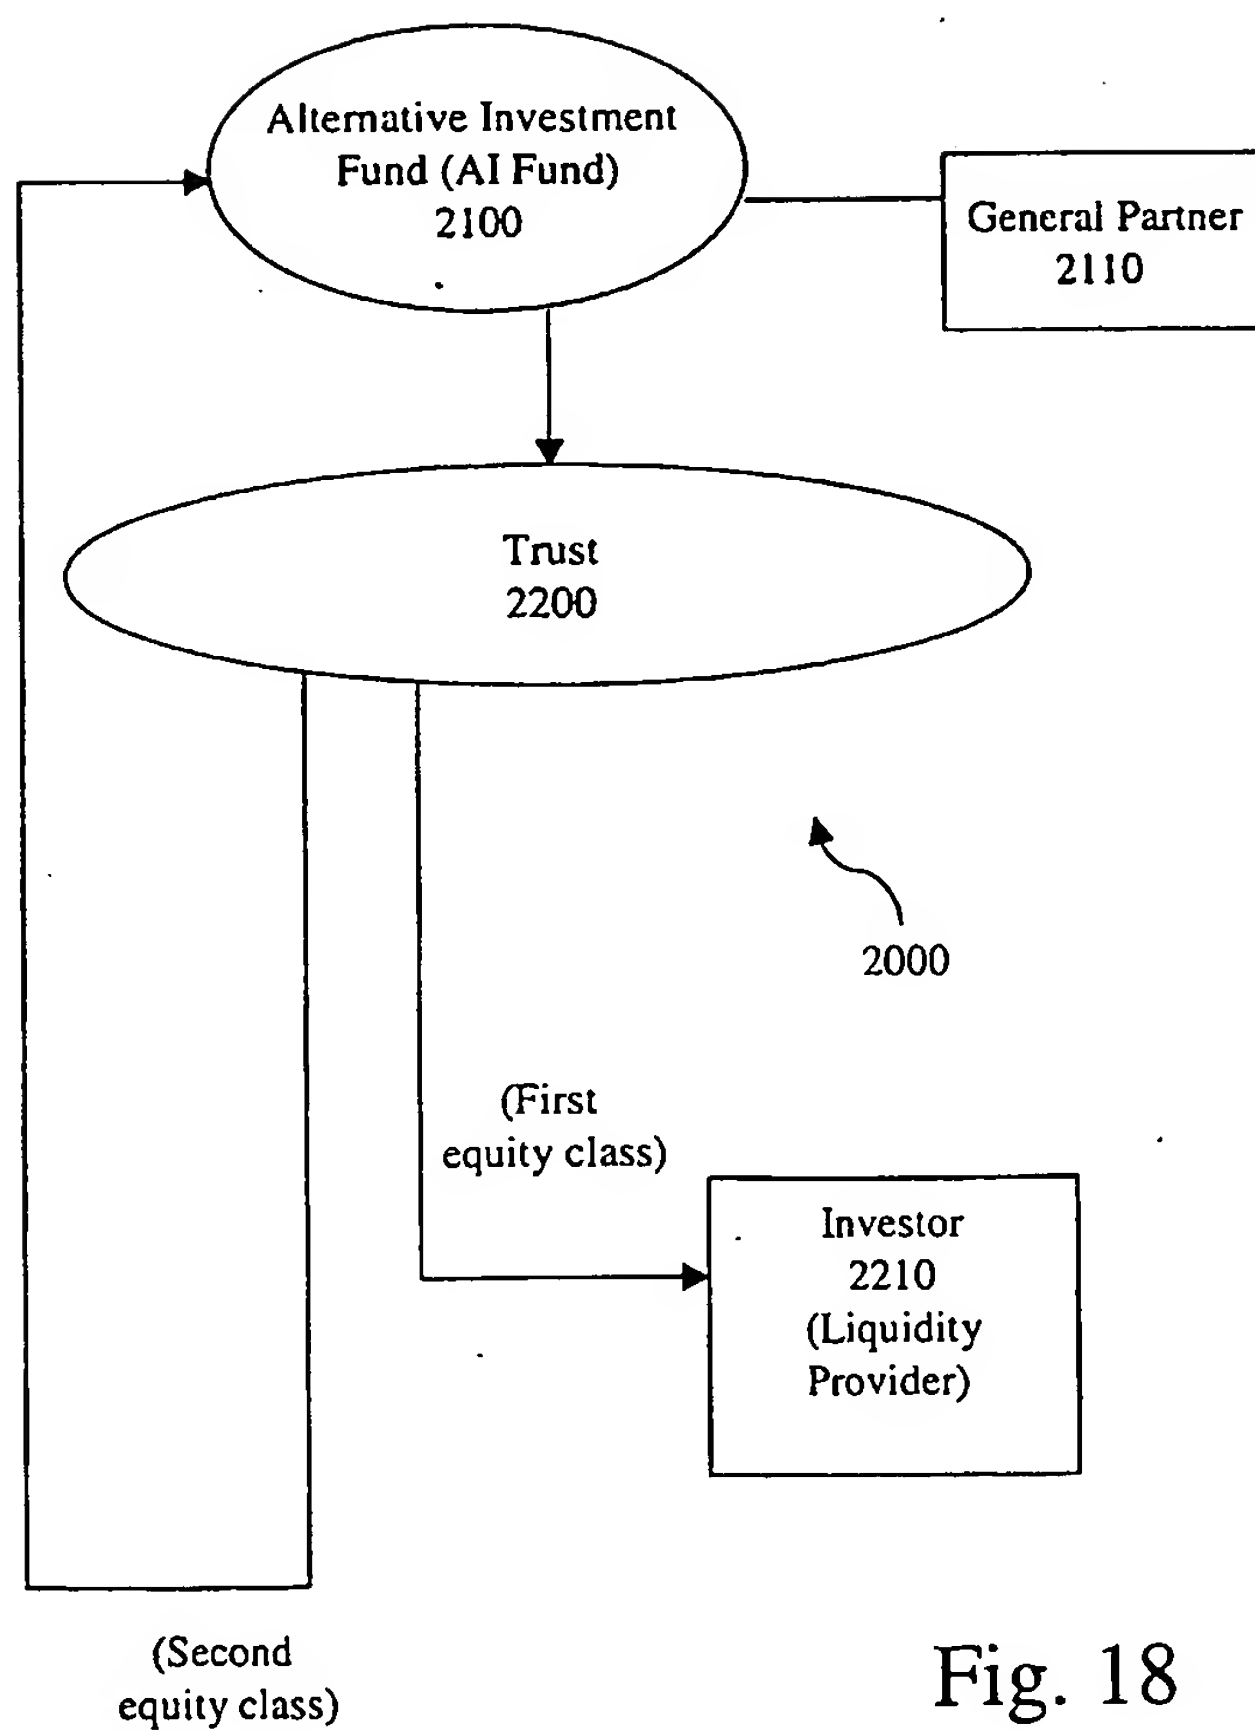 Alternative Investment
Fund (AI Fund)
2100
General Partner
2110
Trust
2200
2000
(First
equity class)
Investor
2210
(Liquidity
Provider)
(Second
equity class)
Fig. 18